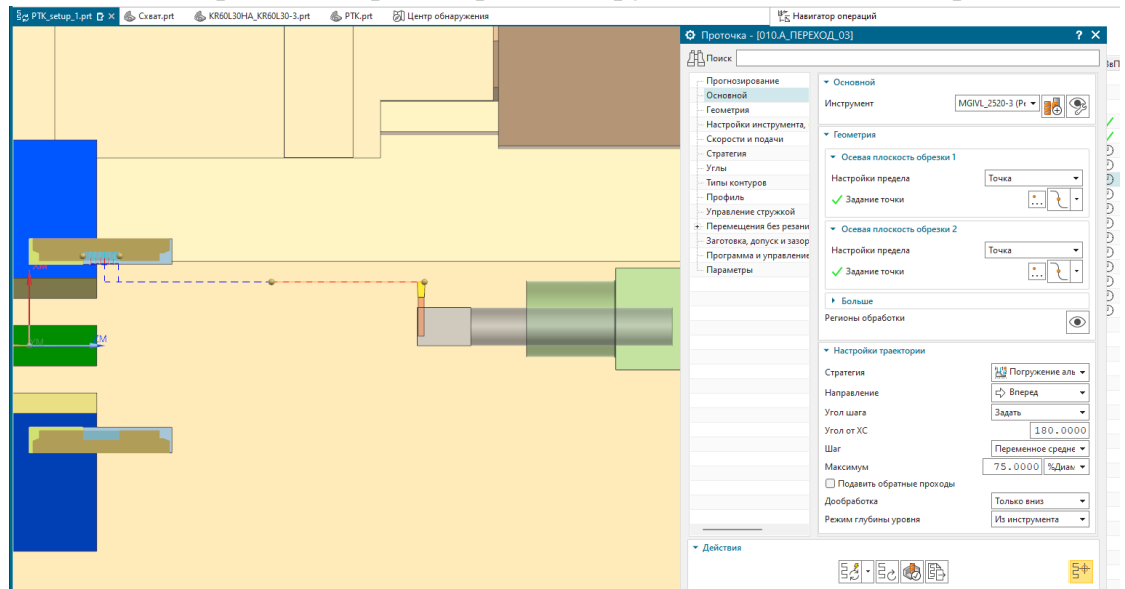 PTK_setup_1.prt
Схват.prt
KR60L30HA_KR60L30-3.prt
PTK.prt
Центр обнаружения
Навигатор операций
Проточка - [010.A_ПЕРЕХОД_03]
Поиск
Прогнозирование
Основной
Геометрия
Настройки инструмента,
Скорости и подачи
Стратегия
Углы
Типы контуров
Профиль
Управление стружкой
Перемещения без резани
Заготовка, допуск и зазор
Программа и управление
Параметры
Основной
Инструмент
MGIVL_2520-3 (Pr
Геометрия
Осевая плоскость обрезки 1
Настройки предела
Точка
Задание точки
Осевая плоскость обрезки 2
Настройки предела
Точка
Задание точки
Больше
Регионы обработки
Настройки траектории
Стратегия
Погружение аль
Направление
Вперед
Угол шага
Задать
Угол от XC
180.0000
Шаг
Переменное средне
Максимум
75.0000
%Диам
Подавить обратные проходы
Дообработка
Только вниз
Режим глубины уровня
Из инструмента
Действия
XM
ZM